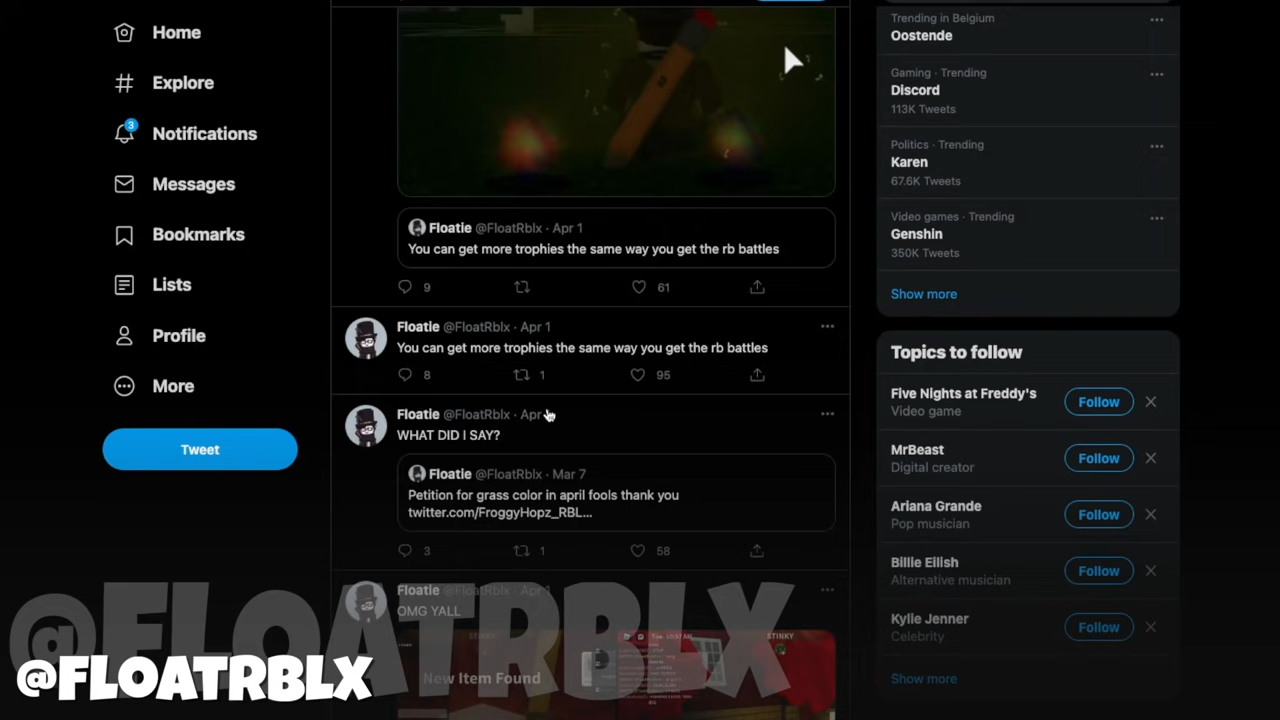 Home
Explore
3
Notifications
Messages
Bookmarks
Lists
Profile
More
Tweet
Floatie @FloatRblx · Apr 1
You can get more trophies the same way you get the rb battles
9
61
Floatie @FloatRblx · Apr 1
You can get more trophies the same way you get the rb battles
8
1
95
Floatie @FloatRblx · Apr
WHAT DID I SAY?
Floatie @FloatRblx · Mar 7
Petition for grass color in april fools thank you
twitter.com/FroggyHopz_RBL...
3
1
58
Floatie @FloatRblx · Apr 1
OMG YALL
STINKY
New Item Found
STINKY
@FLOATRBLX
@FLOATRBLX
Trending in Belgium
Oostende
Gaming · Trending
Discord
113K Tweets
Politics · Trending
Karen
67.6K Tweets
Video games · Trending
Genshin
350K Tweets
Show more
Topics to follow
Five Nights at Freddy's
Video game
Follow
MrBeast
Digital creator
Follow
Ariana Grande
Pop musician
Follow
Billie Eilish
Alternative musician
Follow
Kylie Jenner
Celebrity
Follow
Show more